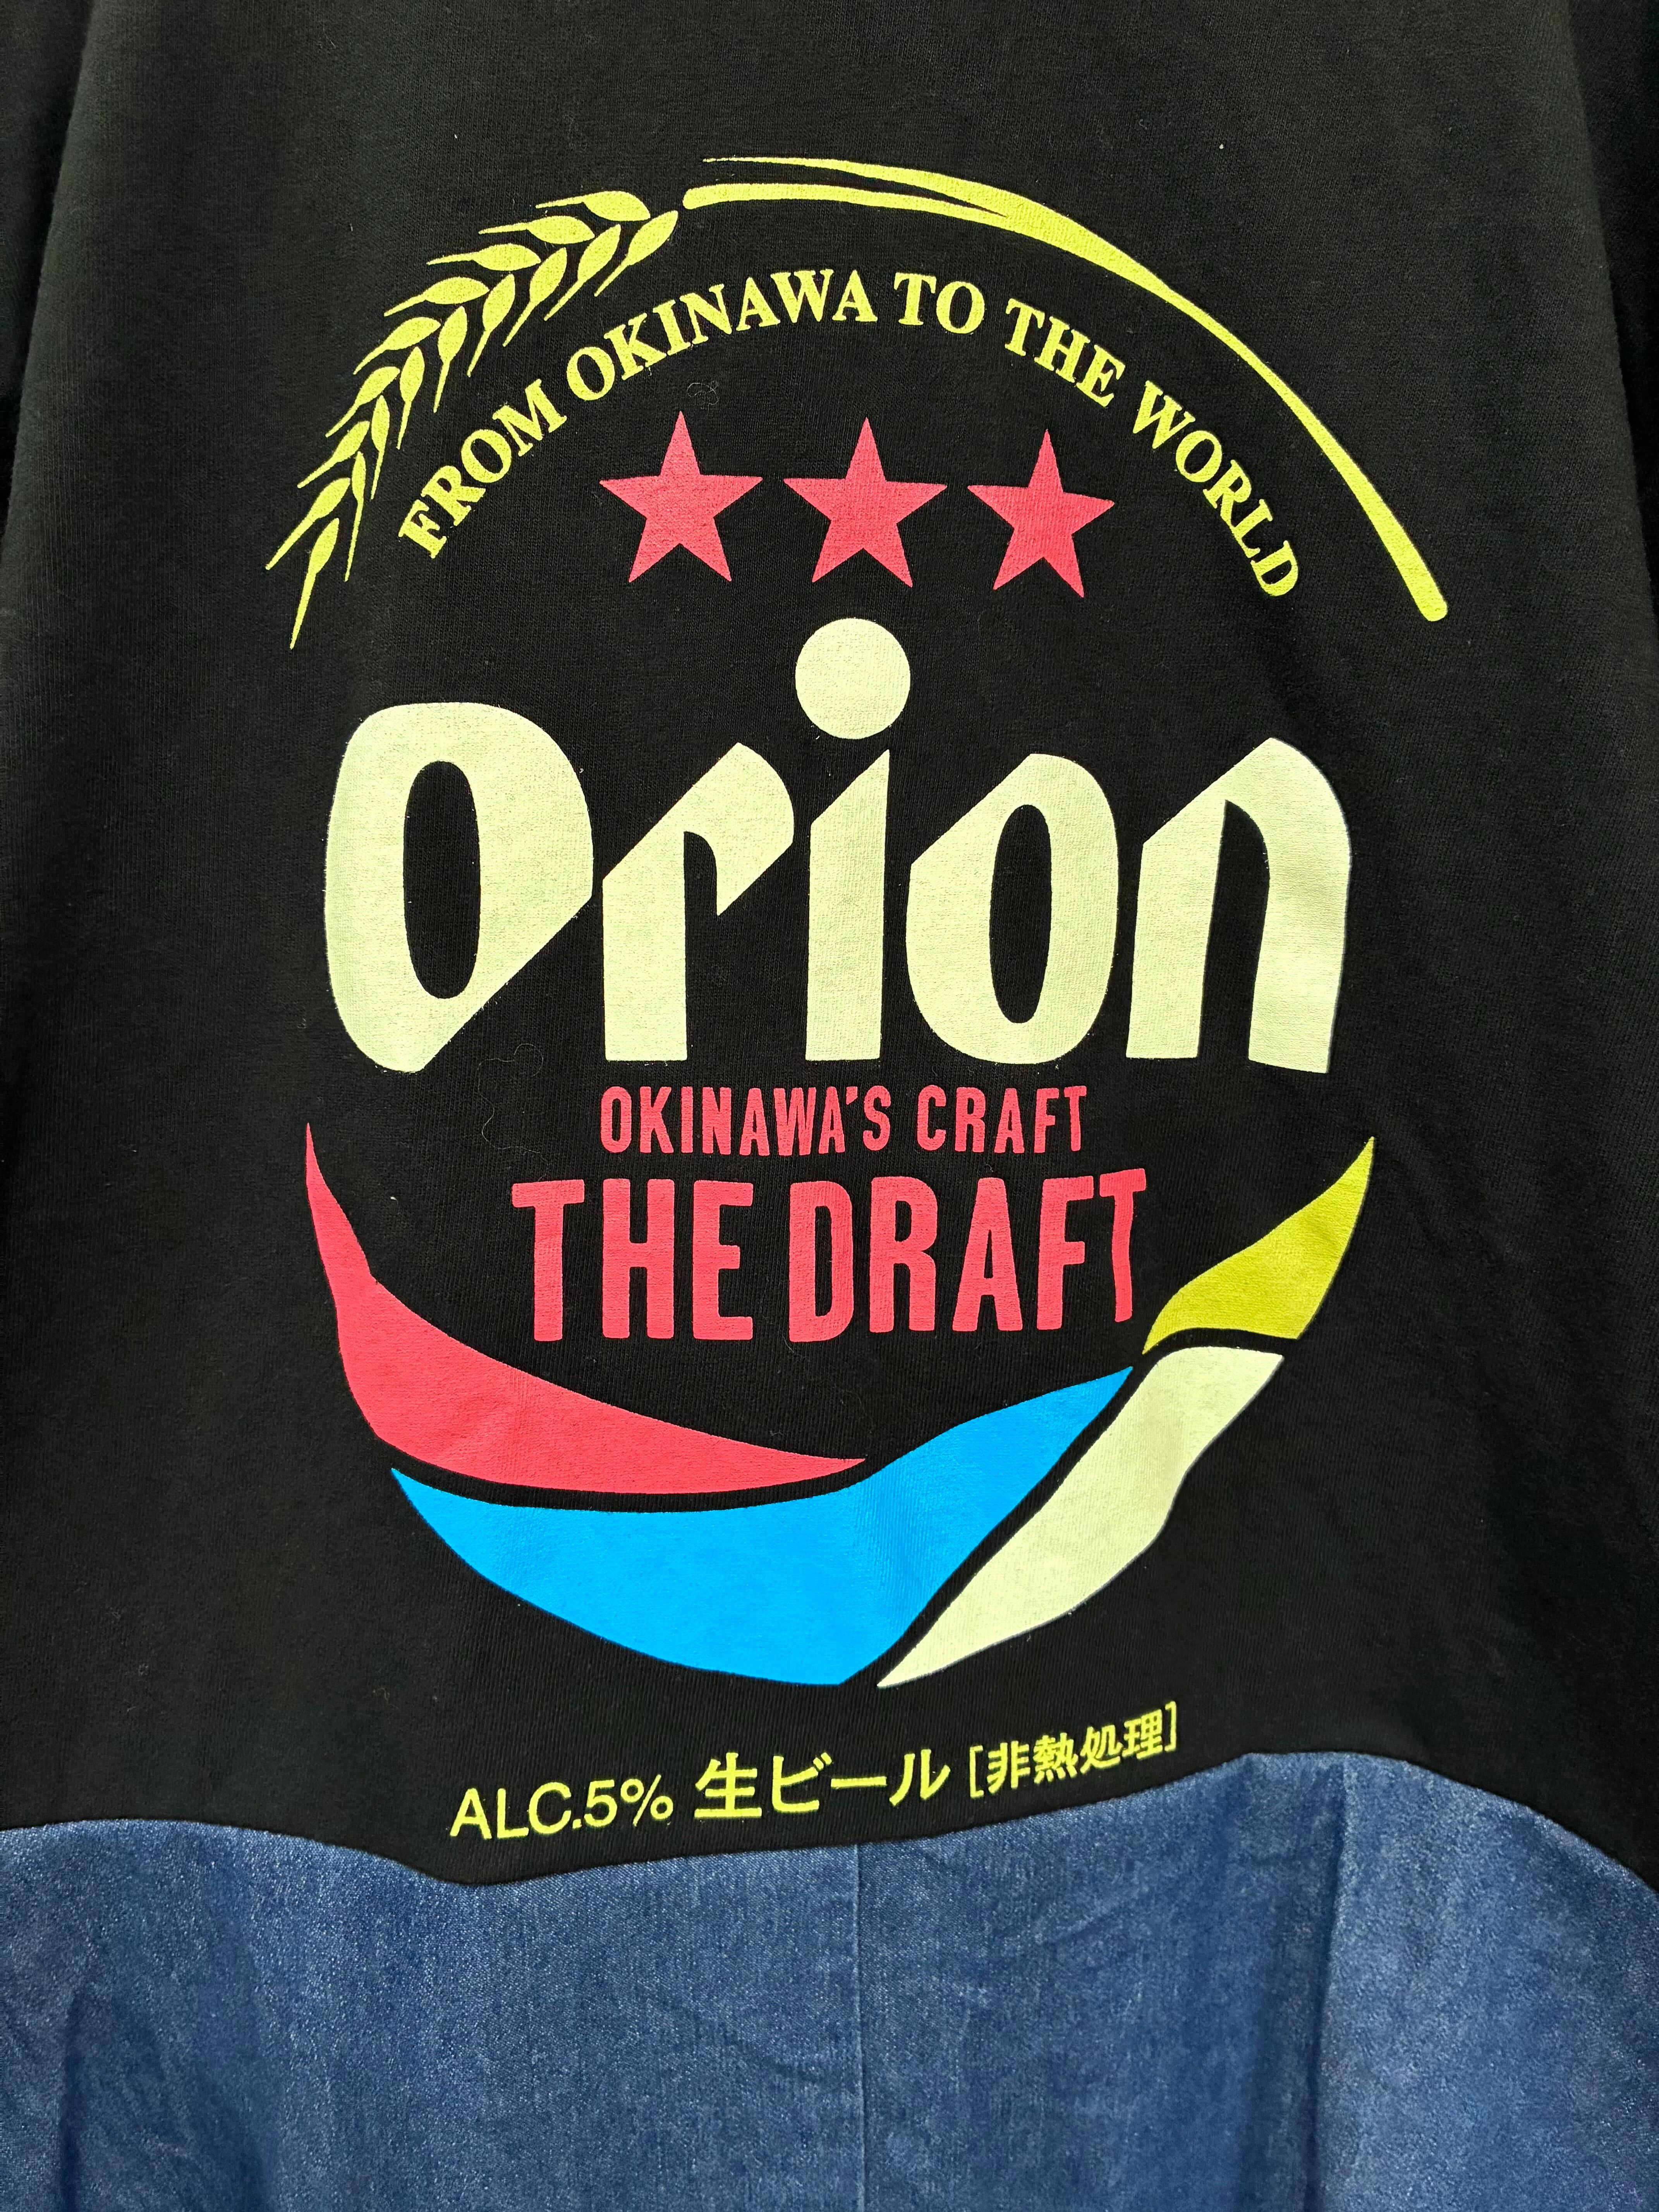 FROM OKINAWA TO THE WORLD
Orion
OKINAWA'S CRAFT
THE DRAFT
ALC.5% 生ビール [非熱処理]